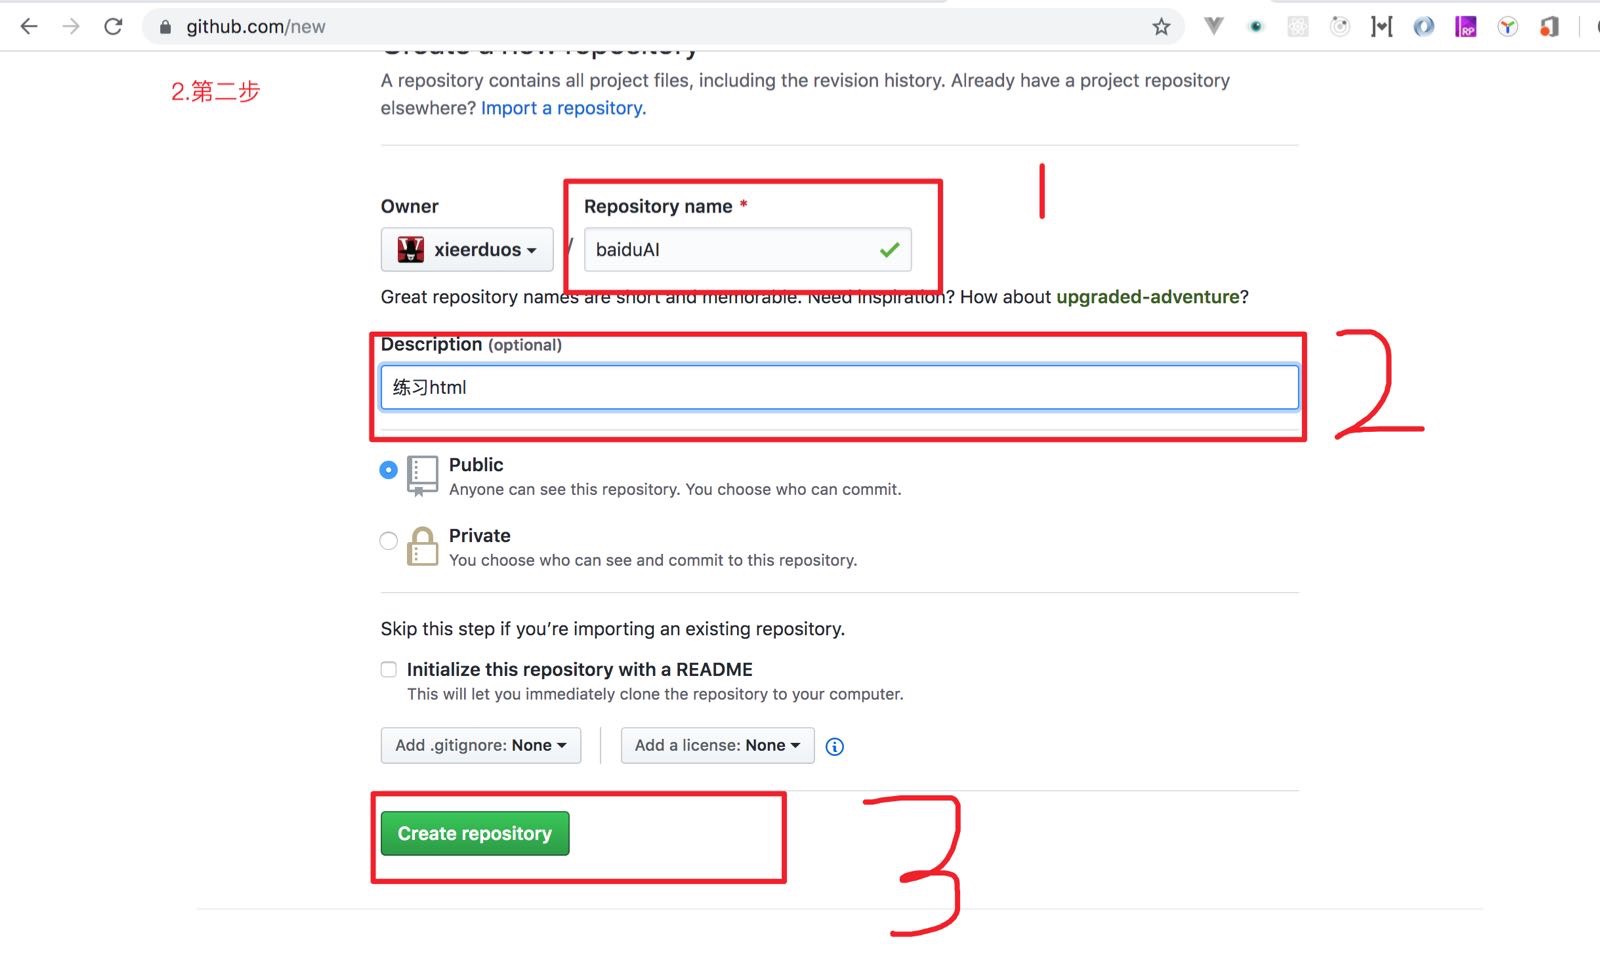 github.com/new
Create a new repository
2.第二步
A repository contains all project files, including the revision history. Already have a project repository
elsewhere? Import a repository.
1
Owner
Repository name *
xieerduos
/
baiduAI
Great repository names are short and memorable. Need inspiration? How about upgraded-adventure?
Description (optional)
练习html
2
Public
Anyone can see this repository. You choose who can commit.
Private
You choose who can see and commit to this repository.
Skip this step if you’re importing an existing repository.
Initialize this repository with a README
This will let you immediately clone the repository to your computer.
Add .gitignore: None
Add a license: None
Create repository
3